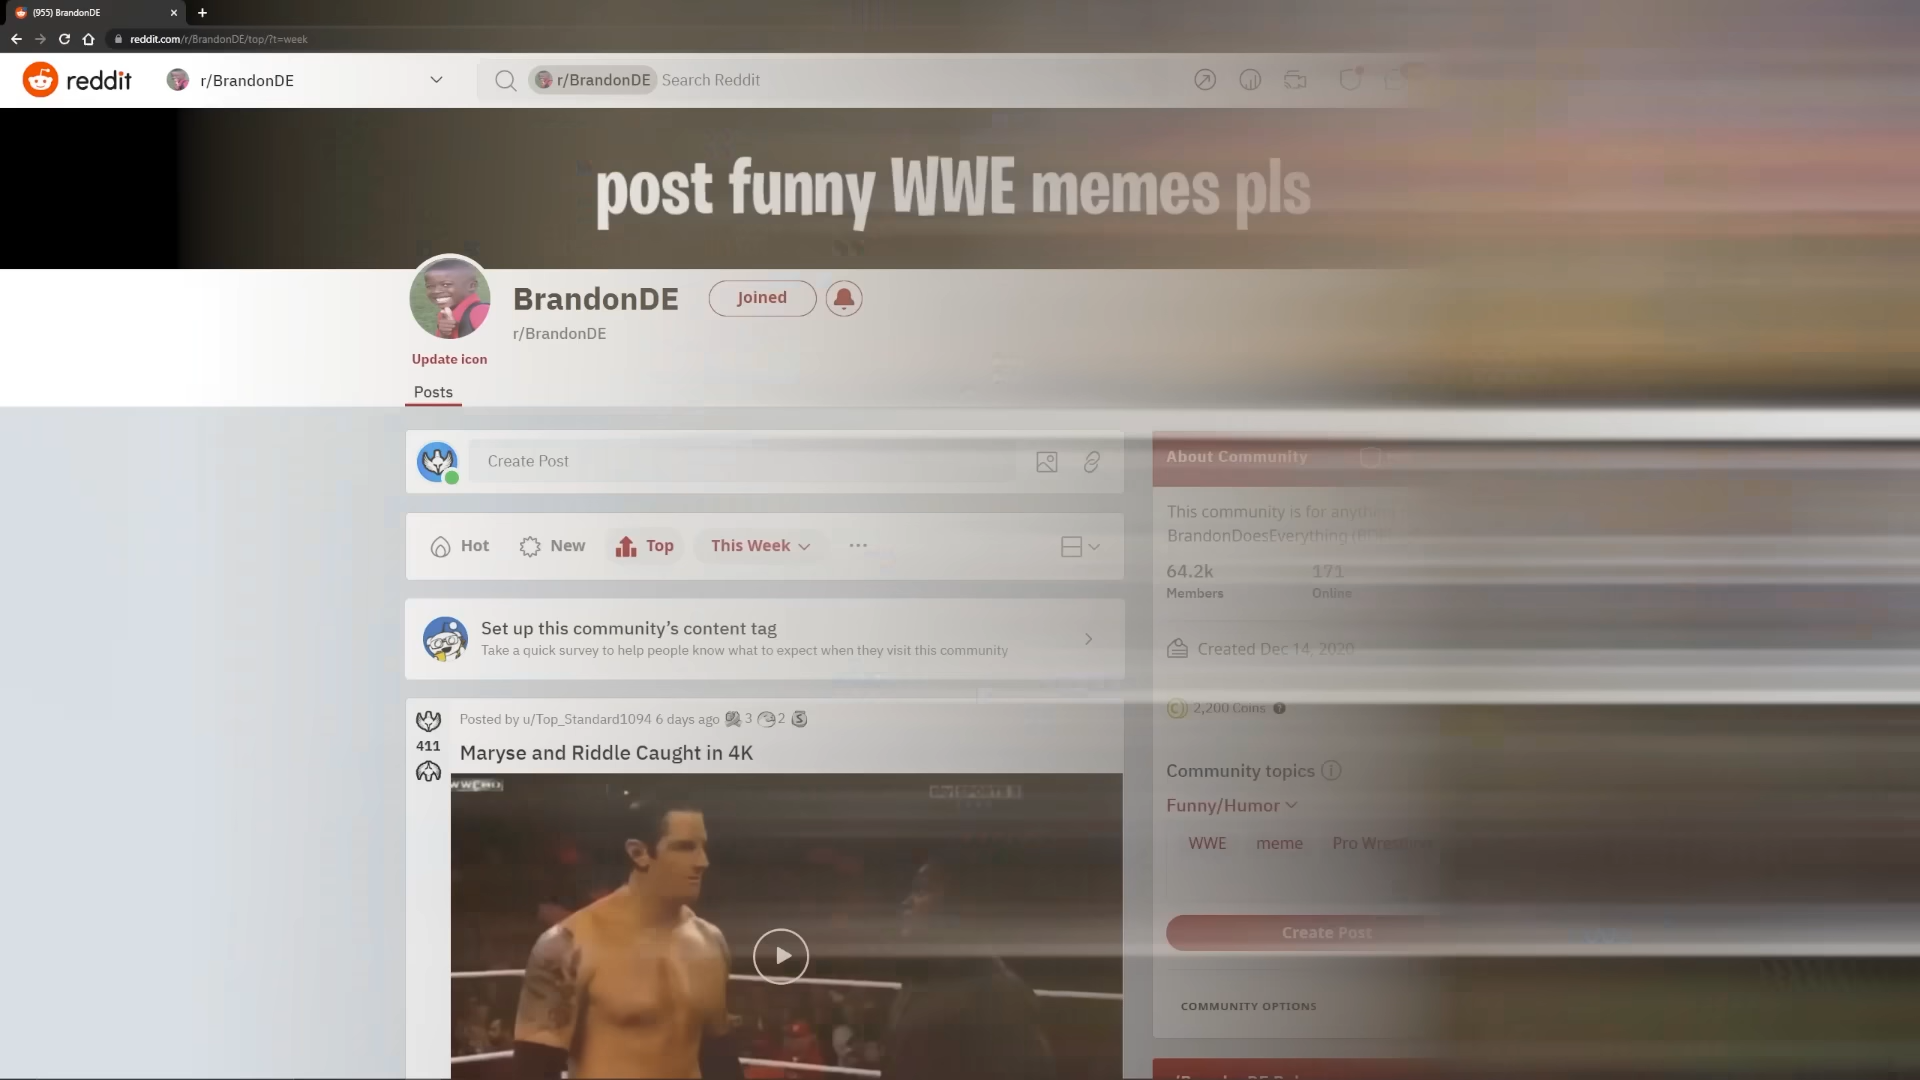 (955) BrandonDE
reddit.com/r/BrandonDE/top/?t=week
reddit r/BrandonDE r/BrandonDE Search Reddit
post funny WWE memes pls
BrandonDE Joined
r/BrandonDE
Update icon
Posts
Create Post
About Community
This community is for
BrandonDoesEverything
Hot New Top This Week ...
64.2k 171
Members Online
Set up this community's content tag
Take a quick survey to help people know what to expect when they visit this community
Created Dec 14, 2020
2,200 Coins
Posted by u/Top_Standard1094 6 days ago 3 2
411
Maryse and Riddle Caught in 4K
Community topics
Funny/Humor
WWE meme Pro
Create Post
COMMUNITY OPTIONS